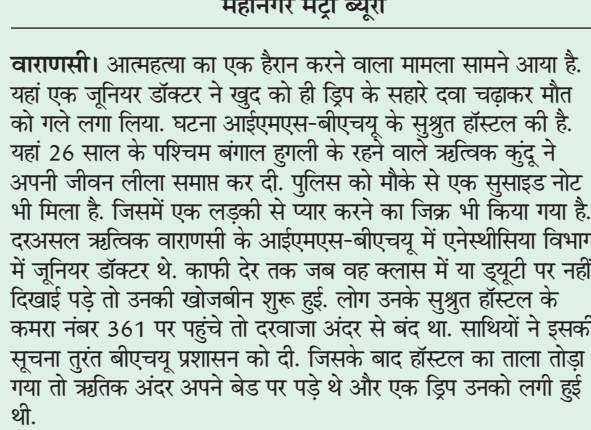 महानगर मेट्रो ब्यूरो
वाराणसी। आत्महत्या का एक हैरान करने वाला मामला सामने आया है.
यहां एक जूनियर डॉक्टर ने खुद को ही ड्रिप के सहारे दवा चढ़ाकर मौत
को गले लगा लिया. घटना आईएमएस-बीएचयू के सुश्रुत हॉस्टल की है.
यहां 26 साल के पश्चिम बंगाल हुगली के रहने वाले ऋत्विक कुंदू ने
अपनी जीवन लीला समाप्त कर दी. पुलिस को मौके से एक सुसाइड नोट
भी मिला है. जिसमें एक लड़की से प्यार करने का जिक्र भी किया गया है.
दरअसल ऋत्विक वाराणसी के आईएमएस-बीएचयू में एनेस्थीसिया विभाग
में जूनियर डॉक्टर थे. काफी देर तक जब वह क्लास में या ड्यूटी पर नहीं
दिखाई पड़े तो उनकी खोजबीन शुरू हुई. लोग उनके सुश्रुत हॉस्टल के
कमरा नंबर 361 पर पहुंचे तो दरवाजा अंदर से बंद था. साथियों ने इसकी
सूचना तुरंत बीएचयू प्रशासन को दी. जिसके बाद हॉस्टल का ताला तोड़ा
गया तो ऋतिक अंदर अपने बेड पर पड़े थे और एक ड्रिप उनको लगी हुई
थी.